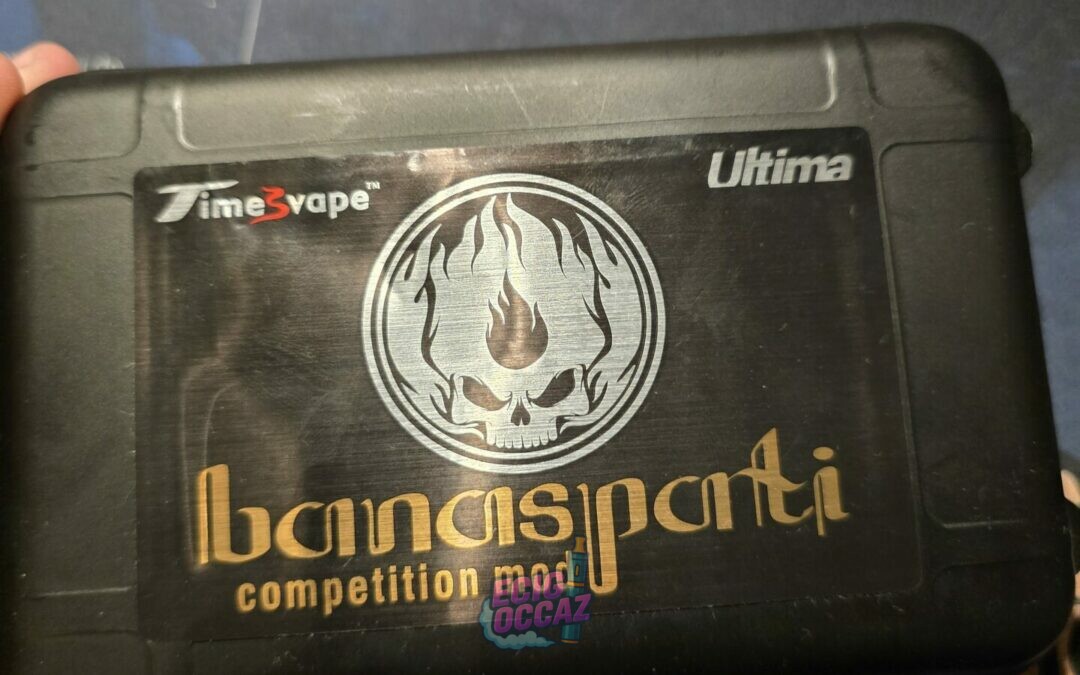 Time3vape™
Ultima
banaspati
competition mod
ECIG
OCCAZ